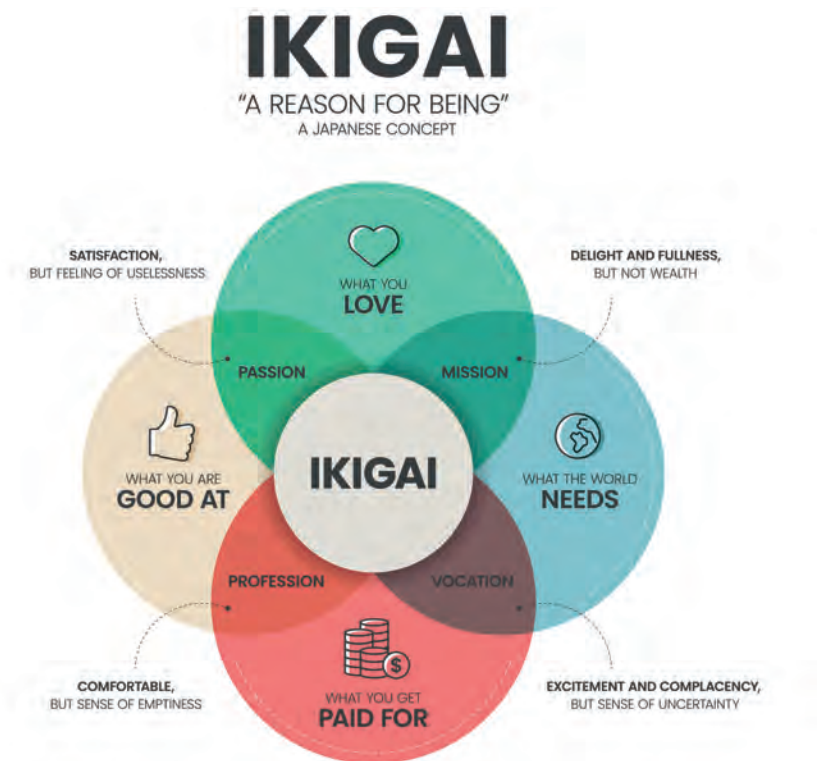 IKIGAI
"A REASON FOR BEING"
A JAPANESE CONCEPT
SATISFACTION,
BUT FEELING OF USELESSNESS
DELIGHT AND FULLNESS,
BUT NOT WEALTH
WHAT YOU
LOVE
PASSION
MISSION
WHAT YOU ARE
GOOD AT
IKIGAI
WHAT THE WORLD
NEEDS
PROFESSION
VOCATION
$
WHAT YOU GET
PAID FOR
COMFORTABLE,
BUT SENSE OF EMPTINESS
EXCITEMENT AND COMPLACENCY,
BUT SENSE OF UNCERTAINTY